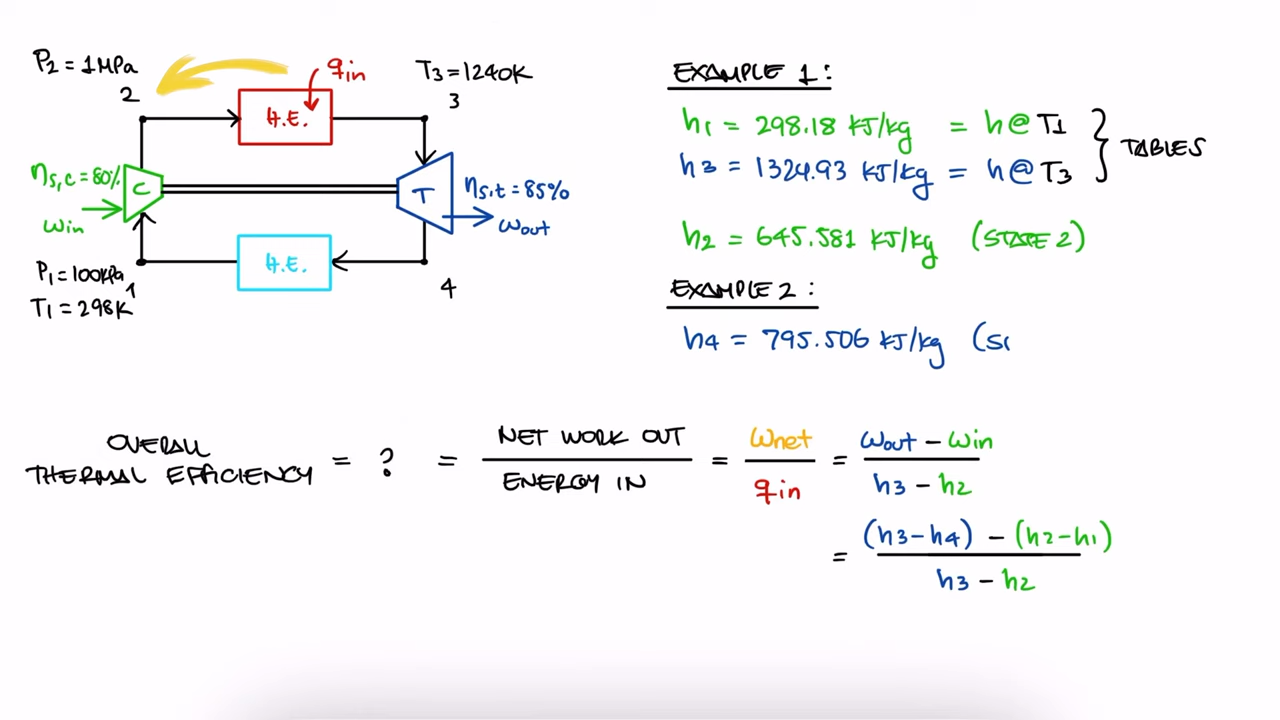 P2 = 1MPa
2
qin
T3 = 1240K
3
H.E.
ηs,c = 80%
C
win
T
ηs,t = 85%
wout
H.E.
P1 = 100kPa
1
T1 = 298K
4
EXAMPLE 1:
h1 = 298.18 kJ/kg = h@T1
h3 = 1324.93 kJ/kg = h@T3
} TABLES
h2 = 645.581 kJ/kg (STATE 2)
EXAMPLE 2:
h4 = 795.506 kJ/kg (S
OVERALL
THERMAL EFFICIENCY = ? = NET WORK OUT / ENERGY IN = wnet / qin = wout - win / h3 - h2
= (h3-h4) - (h2-h1) / h3 - h2